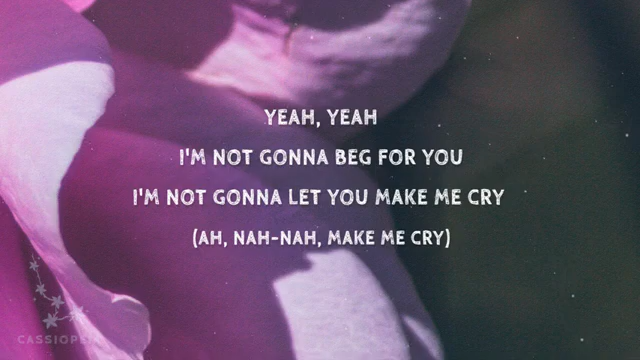 YEAH, YEAH
I'M NOT GONNA BEG FOR YOU
I'M NOT GONNA LET YOU MAKE ME CRY
(AH, NAH-NAH, MAKE ME CRY)
CASSIOPEIA